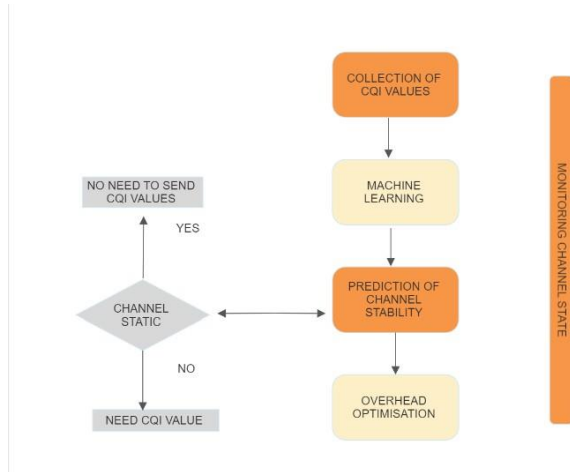 COLLECTION OF
CQI VALUES
NO NEED TO SEND
CQI VALUES
MACHINE
LEARNING
YES
CHANNEL
STATIC
PREDICTION OF
CHANNEL
STABILITY
NO
OVERHEAD
OPTIMISATION
NEED CQI VALUE
MONITORING CHANNEL STATE